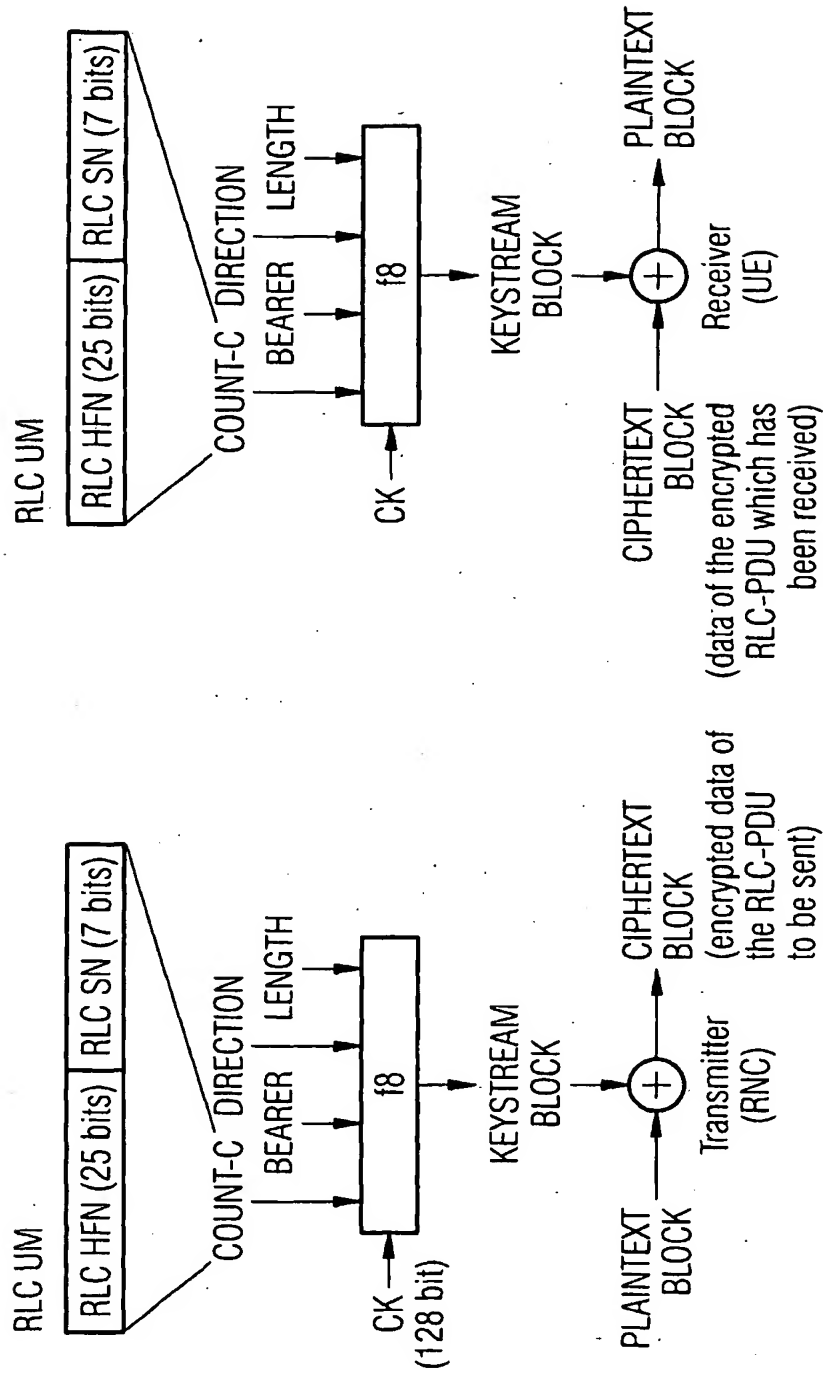 RLC UM
RLC HFN (25 bits) RLC SN (7 bits)
COUNT-C DIRECTION
BEARER LENGTH
CK
(128 bit)
f8
KEYSTREAM
BLOCK
PLAINTEXT
BLOCK
+
CIPHERTEXT
BLOCK
(encrypted data of
the RLC-PDU
to be sent)
Transmitter
(RNC)
RLC UM
RLC HFN (25 bits) RLC SN (7 bits)
COUNT-C DIRECTION
BEARER LENGTH
CK
f8
KEYSTREAM
BLOCK
CIPHERTEXT
BLOCK
(data of the encrypted
RLC-PDU which has
been received)
+
PLAINTEXT
BLOCK
Receiver
(UE)